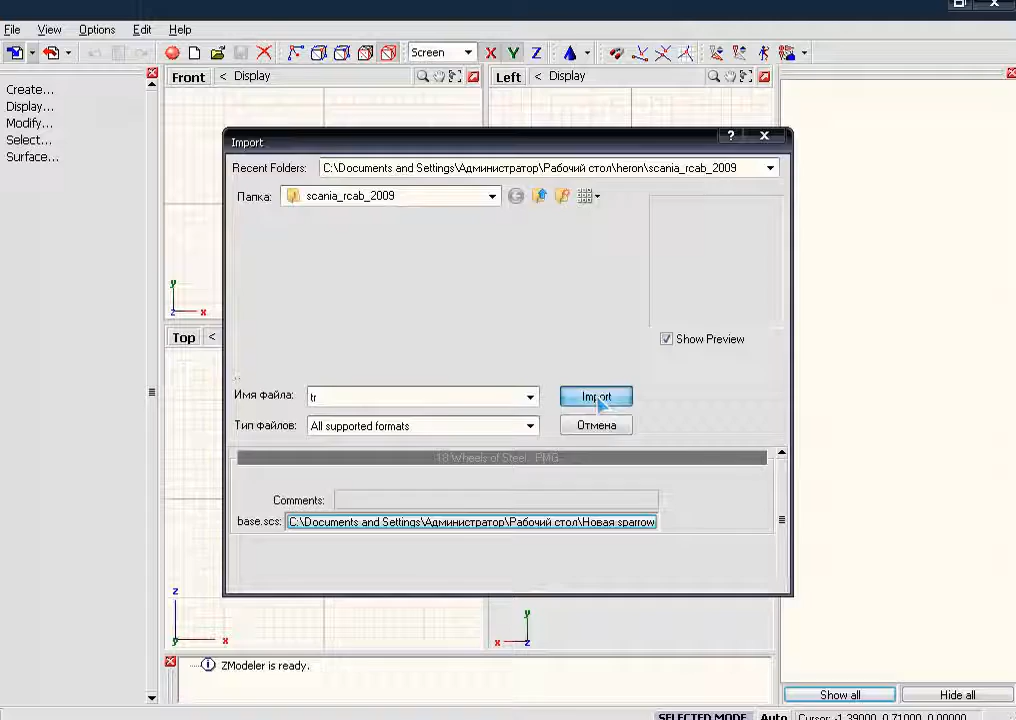 File View Options Edit Help
Screen X Y Z
Front < Display Left < Display
Create...
Display...
Modify...
Select...
Surface...
Import
Recent Folders: C:\Documents and Settings\Администратор\Рабочий стол\heron\scania_rcab_2009
Папка: scania_rcab_2009
Show Preview
y
z x
Top <
..
Имя файла: tr Import
Тип файлов: All supported formats Отмена
18 Wheels of Steel .PMG
Comments:
base.scs: C:\Documents and Settings\Администратор\Рабочий стол\Новая sparrow
z
y x
y
x z
ZModeler is ready.
Show all Hide all
SELECTED MODE Auto Cursor: -1.39000, 0.71000, 0.00000